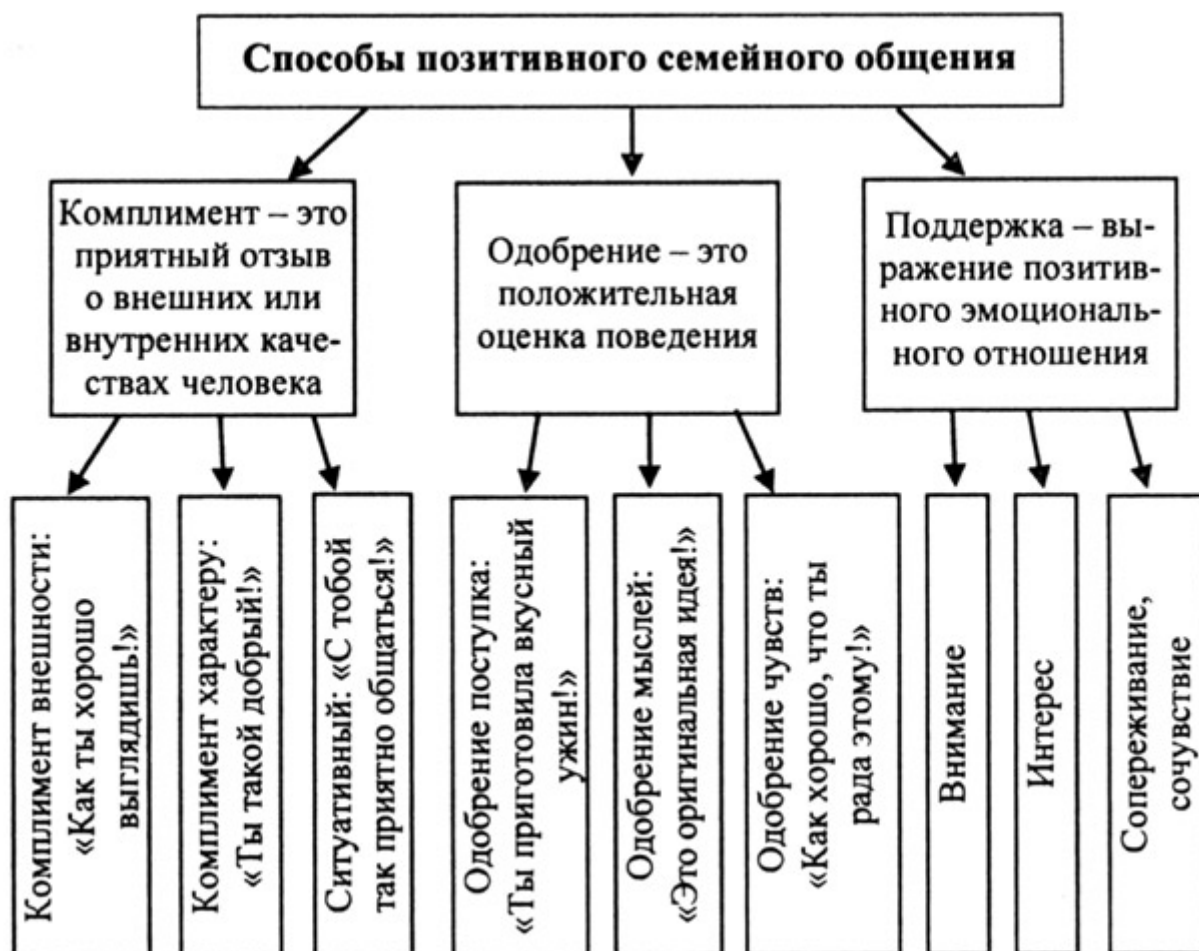 Способы позитивного семейного общения
Комплимент – это
приятный отзыв
о внешних или
внутренних каче-
ствах человека
Одобрение – это
положительная
оценка поведения
Поддержка – вы-
ражение позитив-
ного эмоциональ-
ного отношения
Комплимент внешности:
«Как ты хорошо
выглядишь!»
Комплимент характеру:
«Ты такой добрый!»
Ситуативный: «С тобой
так приятно общаться!»
Одобрение поступка:
«Ты приготовила вкусный
ужин!»
Одобрение мыслей:
«Это оригинальная идея!»
Одобрение чувств:
«Как хорошо, что ты
рада этому!»
Внимание
Интерес
Сопереживание,
сочувствие